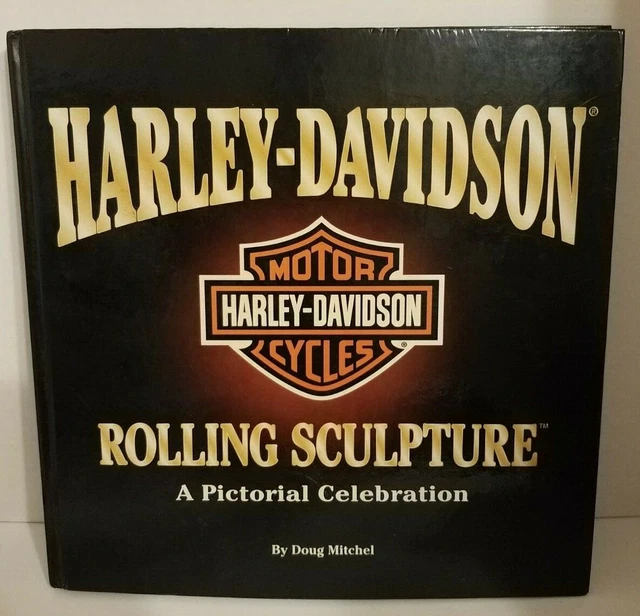 HARLEY-DAVIDSON®
MOTOR
HARLEY-DAVIDSON
CYCLES®
ROLLING SCULPTURE™
A Pictorial Celebration
By Doug Mitchel